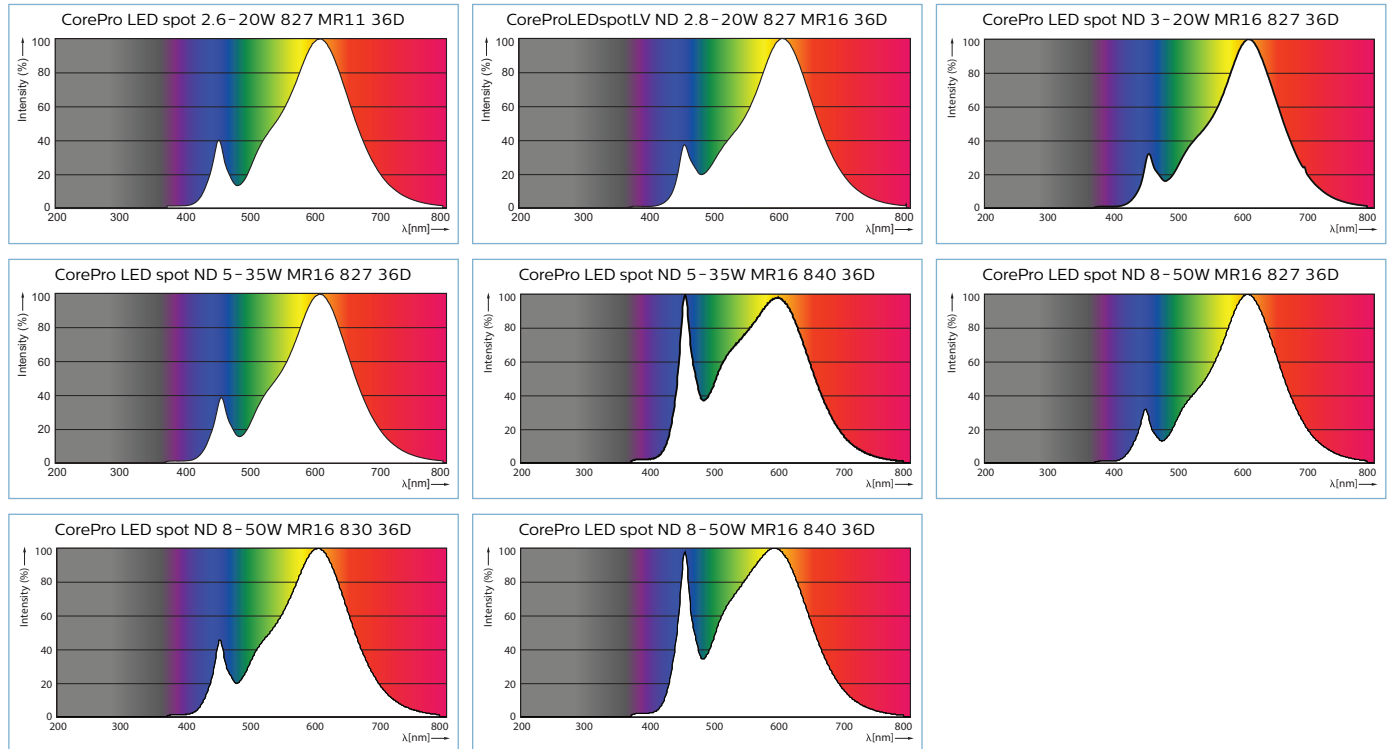 CorePro LED spot 2.6-20W 827 MR11 36D
Intensity (%)
100
80
60
40
20
0
200 300 400 500 600 700 800
λ[nm]
CoreProLEDspotLV ND 2.8-20W 827 MR16 36D
Intensity (%)
100
80
60
40
20
0
200 300 400 500 600 700 800
λ[nm]
CorePro LED spot ND 3-20W MR16 827 36D
Intensity (%)
100
80
60
40
20
0
200 300 400 500 600 700 800
λ[nm]
CorePro LED spot ND 5-35W MR16 827 36D
Intensity (%)
100
80
60
40
20
0
200 300 400 500 600 700 800
λ[nm]
CorePro LED spot ND 5-35W MR16 840 36D
Intensity (%)
100
80
60
40
20
0
200 300 400 500 600 700 800
λ[nm]
CorePro LED spot ND 8-50W MR16 827 36D
Intensity (%)
100
80
60
40
20
0
200 300 400 500 600 700 800
λ[nm]
CorePro LED spot ND 8-50W MR16 830 36D
Intensity (%)
100
80
60
40
20
0
200 300 400 500 600 700 800
λ[nm]
CorePro LED spot ND 8-50W MR16 840 36D
Intensity (%)
100
80
60
40
20
0
200 300 400 500 600 700 800
λ[nm]